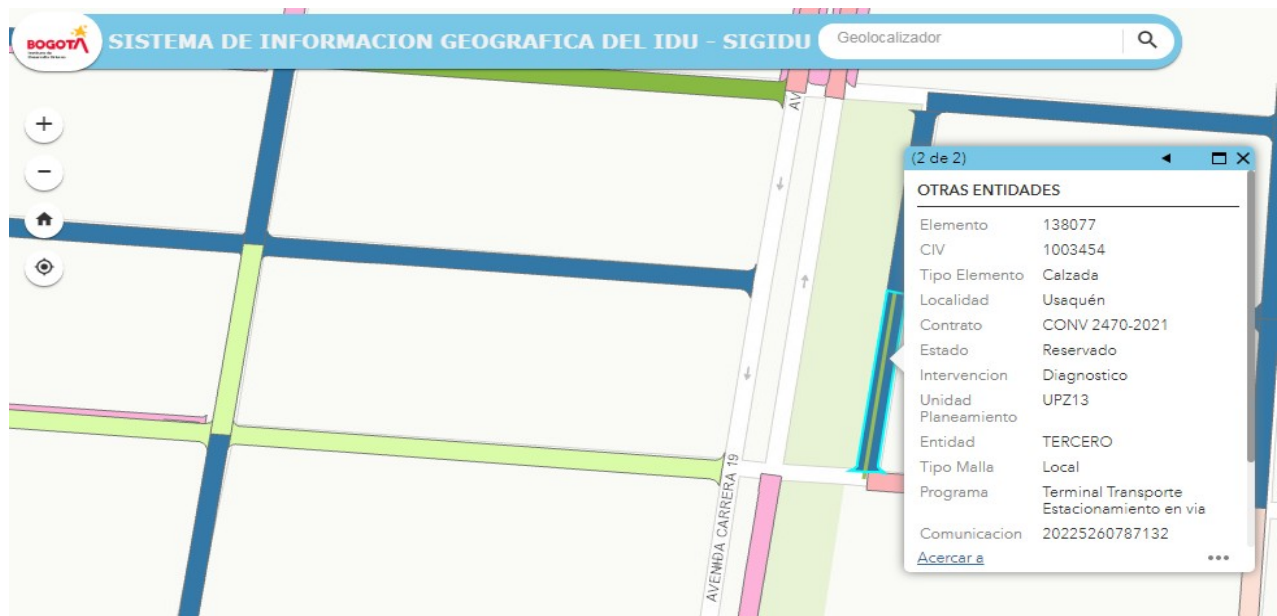 BOGOTÁ
SISTEMA DE INFORMACION GEOGRAFICA DEL IDU - SIGIDU
Geolocalizador
AV
(2 de 2)
OTRAS ENTIDADES
Elemento 138077
CIV 1003454
Tipo Elemento Calzada
Localidad Usaquén
Contrato CONV 2470-2021
Estado Reservado
Intervencion Diagnostico
Unidad Planeamiento UPZ13
Entidad TERCERO
Tipo Malla Local
Programa Terminal Transporte
Estacionamiento en via
Comunicacion 20225260787132
Acercar a
AVENIDA CARRERA 19